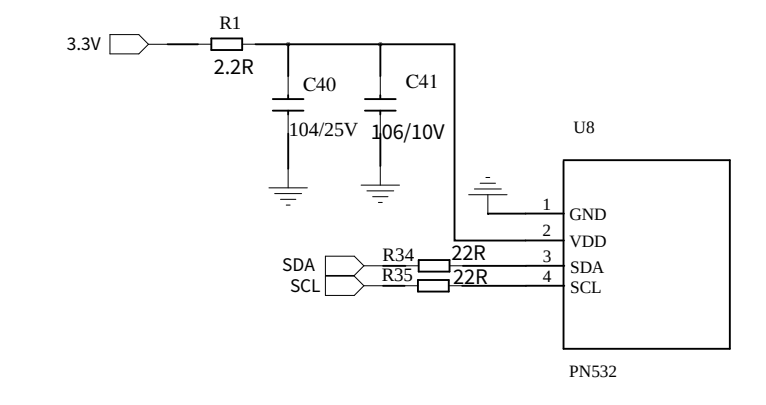 R1
3.3V
2.2R
C40
C41
104/25V
106/10V
U8
1
GND
2
VDD
SDA
R34
22R
3
SDA
SCL
R35
22R
4
SCL
PN532